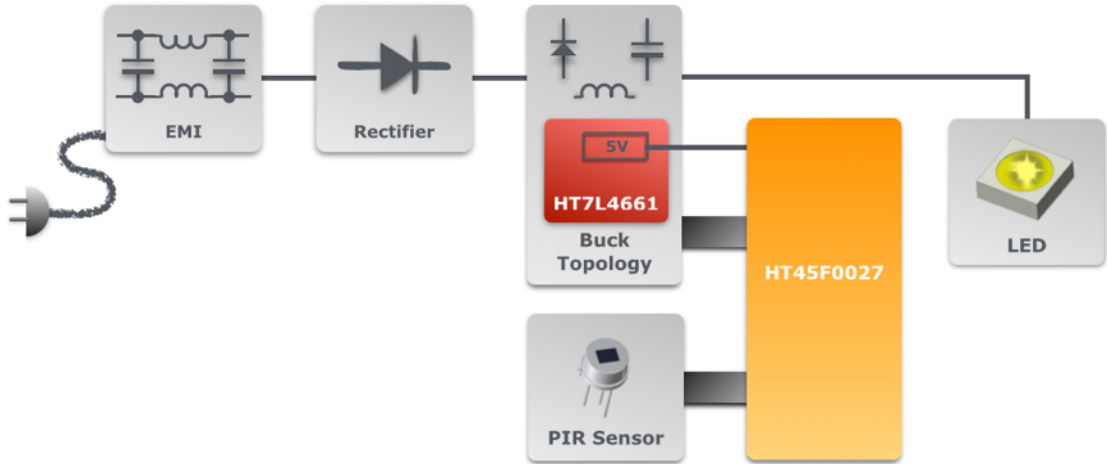 EMI
Rectifier
5V
HT7L4661
Buck
Topology
HT45F0027
LED
PIR Sensor